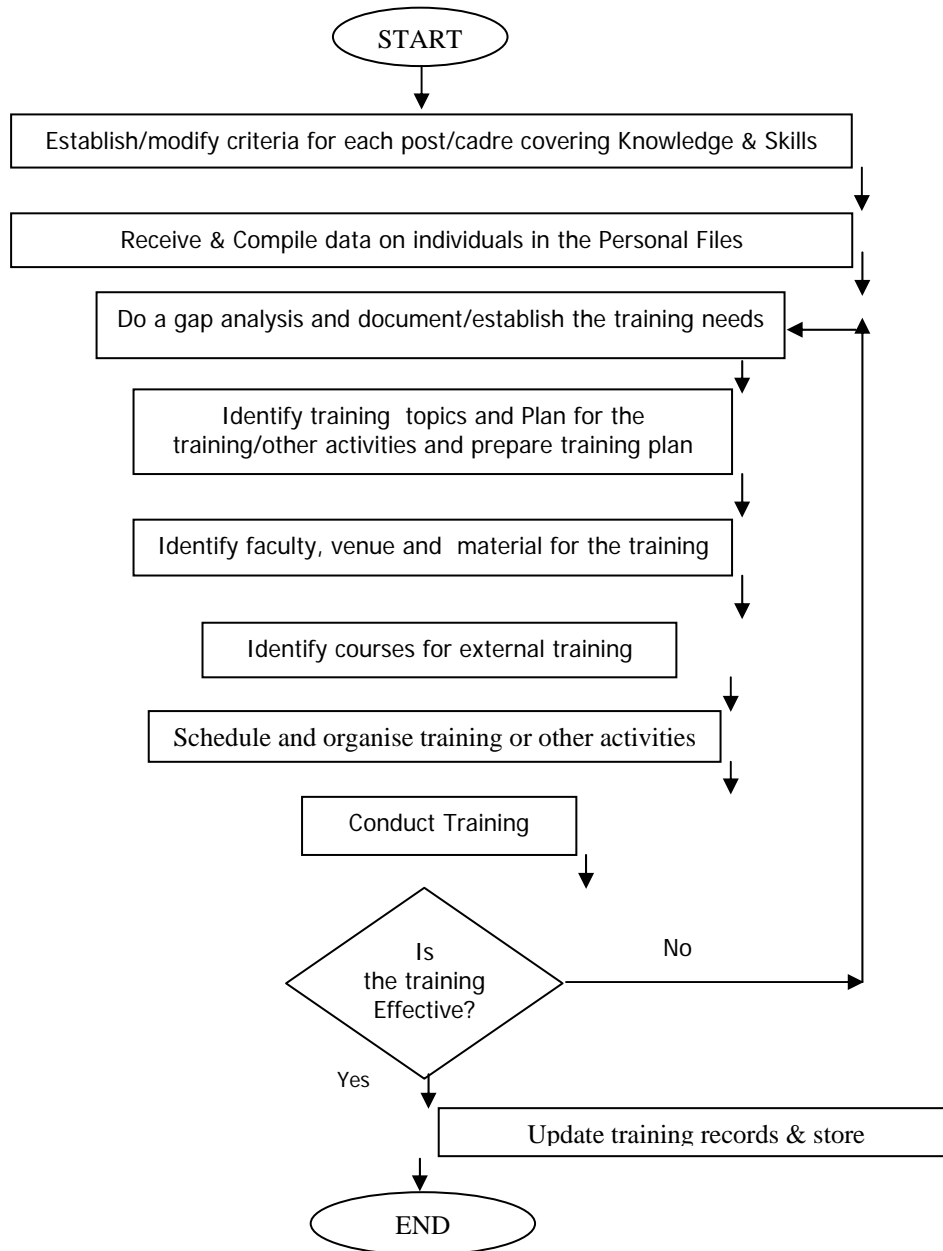 START
Establish/modify criteria for each post/cadre covering Knowledge & Skills
Receive & Compile data on individuals in the Personal Files
Do a gap analysis and document/establish the training needs
Identify training topics and Plan for the
training/other activities and prepare training plan
Identify faculty, venue and material for the training
Identify courses for external training
Schedule and organise training or other activities
Conduct Training
Is
the training
Effective?
No
Yes
Update training records & store
END